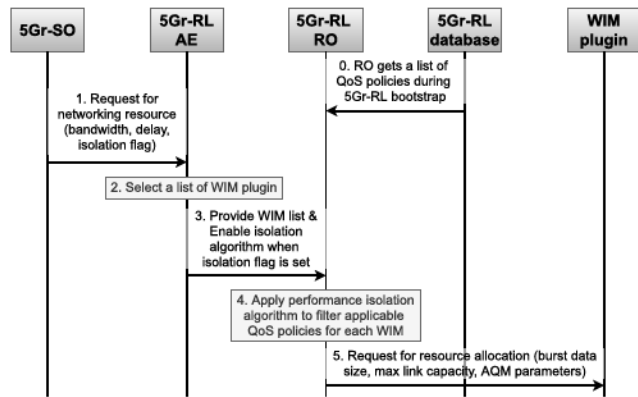 5Gr-SO
5Gr-RL
AE
5Gr-RL
RO
5Gr-RL
database
WIM
plugin
0. RO gets a list of
QoS policies during
5Gr-RL bootstrap
1. Request for
networking resource
(bandwidth, delay,
isolation flag)
2. Select a list of WIM plugin
3. Provide WIM list &
Enable isolation
algorithm when
isolation flag is set
4. Apply performance isolation
algorithm to filter applicable
QoS policies for each WIM
5. Request for resource allocation (burst data
size, max link capacity, AQM parameters)